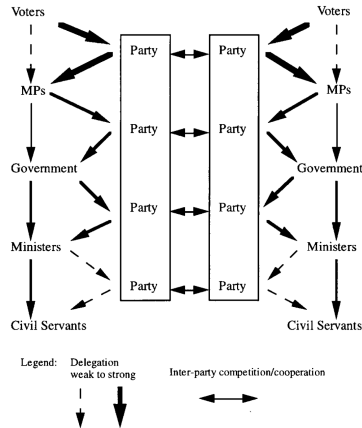 Voters Voters
Party Party
MPs MPs
Party Party
Government Government
Party Party
Ministers Ministers
Party Party
Civil Servants Civil Servants
Legend: Delegation weak to strong
Inter-party competition/cooperation